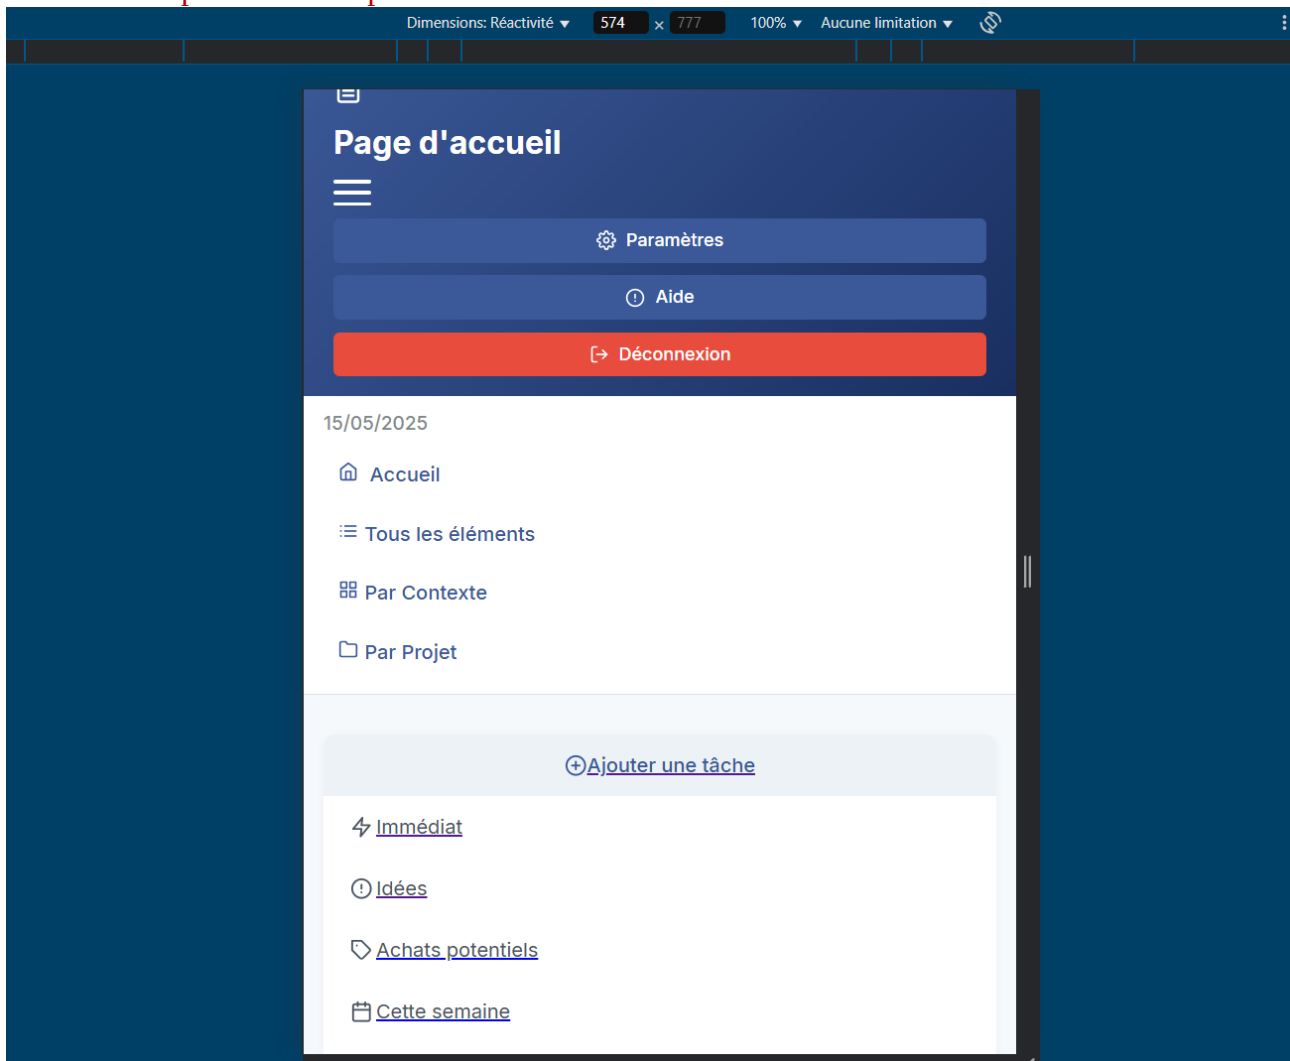 Dimensions: Réactivité ▼ 574 × 777 100% ▼ Aucune limitation ▼
Page d'accueil
Paramètres
Aide
Déconnexion
15/05/2025
Accueil
Tous les éléments
Par Contexte
Par Projet
Ajouter une tâche
Immédiat
Idées
Achats potentiels
Cette semaine